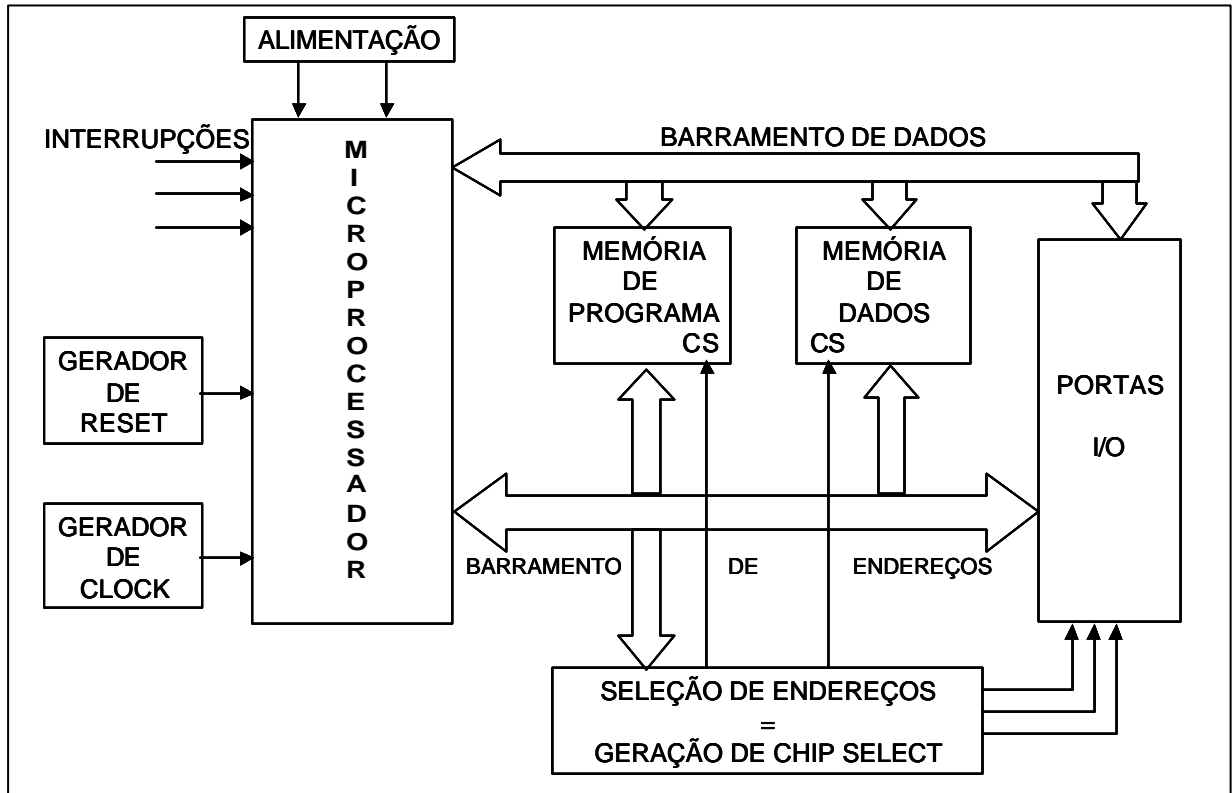 ALIMENTAÇÃO
INTERRUPÇÕES
MICROPROCESSADOR
BARRAMENTO DE DADOS
MEMÓRIA
DE
PROGRAMA
CS
MEMÓRIA
DE
DADOS
CS
PORTAS
I/O
GERADOR
DE
RESET
GERADOR
DE
CLOCK
BARRAMENTO DE ENDEREÇOS
SELEÇÃO DE ENDEREÇOS
=
GERAÇÃO DE CHIP SELECT